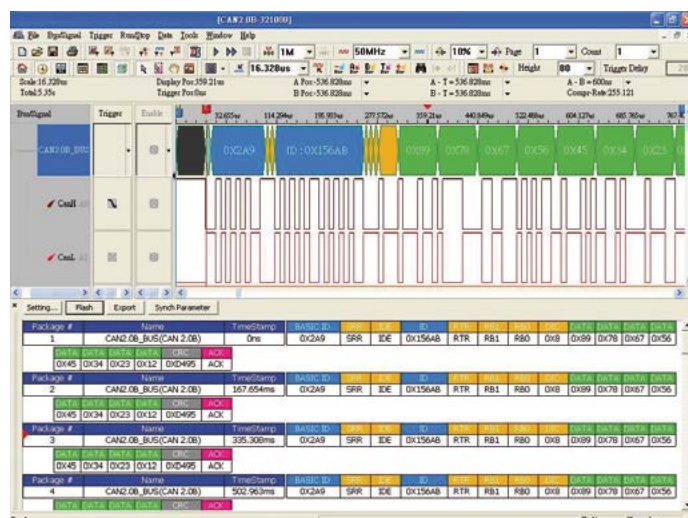 [CAN2.0B-321000]
File Bus/Signal Trigger Run/Stop Data Tools Window Help
1M 50MHz 10% Page 1 Count 1
16.328us Height 80 Trigger Delay
Scale:16.328us Display Pos:359.21us A Pos:-536.828ms A - T = 536.828ms A - B = 600ns
Total:5.35s Trigger Pos:0ns B Pos:-536.828ms B - T = 536.828ms Compr-Rate:255.121
Bus/Signal Trigger Enable 32.655us 114.294us 195.933us 277.572us 359.21us 440.849us 522.488us 604.127us 685.765us
CAN2.0B_BUS 0X2A9 ID:0X156AB 0X89 0X78 0X67 0X56 0X45 0X34 0X23
CanH A0
CanL A1
Setting... Flash Export Synch Parameter
Package # Name TimeStamp BASIC ID SRR IDE ID RTR RB1 RB0 DLC DATA DATA DATA DATA
1 CAN2.0B_BUS(CAN 2.0B) 0ns 0X2A9 SRR IDE 0X156AB RTR RB1 RB0 0X8 0X89 0X78 0X67 0X56
DATA DATA DATA DATA CRC ACK
0X45 0X34 0X23 0X12 0XD495 ACK
Package # Name TimeStamp BASIC ID SRR IDE ID RTR RB1 RB0 DLC DATA DATA DATA DATA
2 CAN2.0B_BUS(CAN 2.0B) 167.654ms 0X2A9 SRR IDE 0X156AB RTR RB1 RB0 0X8 0X89 0X78 0X67 0X56
DATA DATA DATA DATA CRC ACK
0X45 0X34 0X23 0X12 0XD495 ACK
Package # Name TimeStamp BASIC ID SRR IDE ID RTR RB1 RB0 DLC DATA DATA DATA DATA
3 CAN2.0B_BUS(CAN 2.0B) 335.308ms 0X2A9 SRR IDE 0X156AB RTR RB1 RB0 0X8 0X89 0X78 0X67 0X56
DATA DATA DATA DATA CRC ACK
0X45 0X34 0X23 0X12 0XD495 ACK
Package # Name TimeStamp BASIC ID SRR IDE ID RTR RB1 RB0 DLC DATA DATA DATA DATA
4 CAN2.0B_BUS(CAN 2.0B) 502.963ms 0X2A9 SRR IDE 0X156AB RTR RB1 RB0 0X8 0X89 0X78 0X67 0X56
DATA DATA DATA DATA CRC ACK